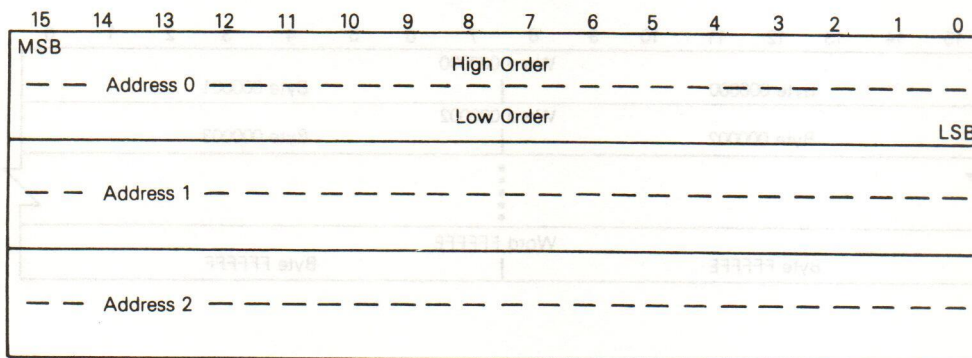 15 14 13 12 11 10 9 8 7 6 5 4 3 2 1 0
MSB
High Order
Address 0
Low Order
LSB
Address 1
Address 2